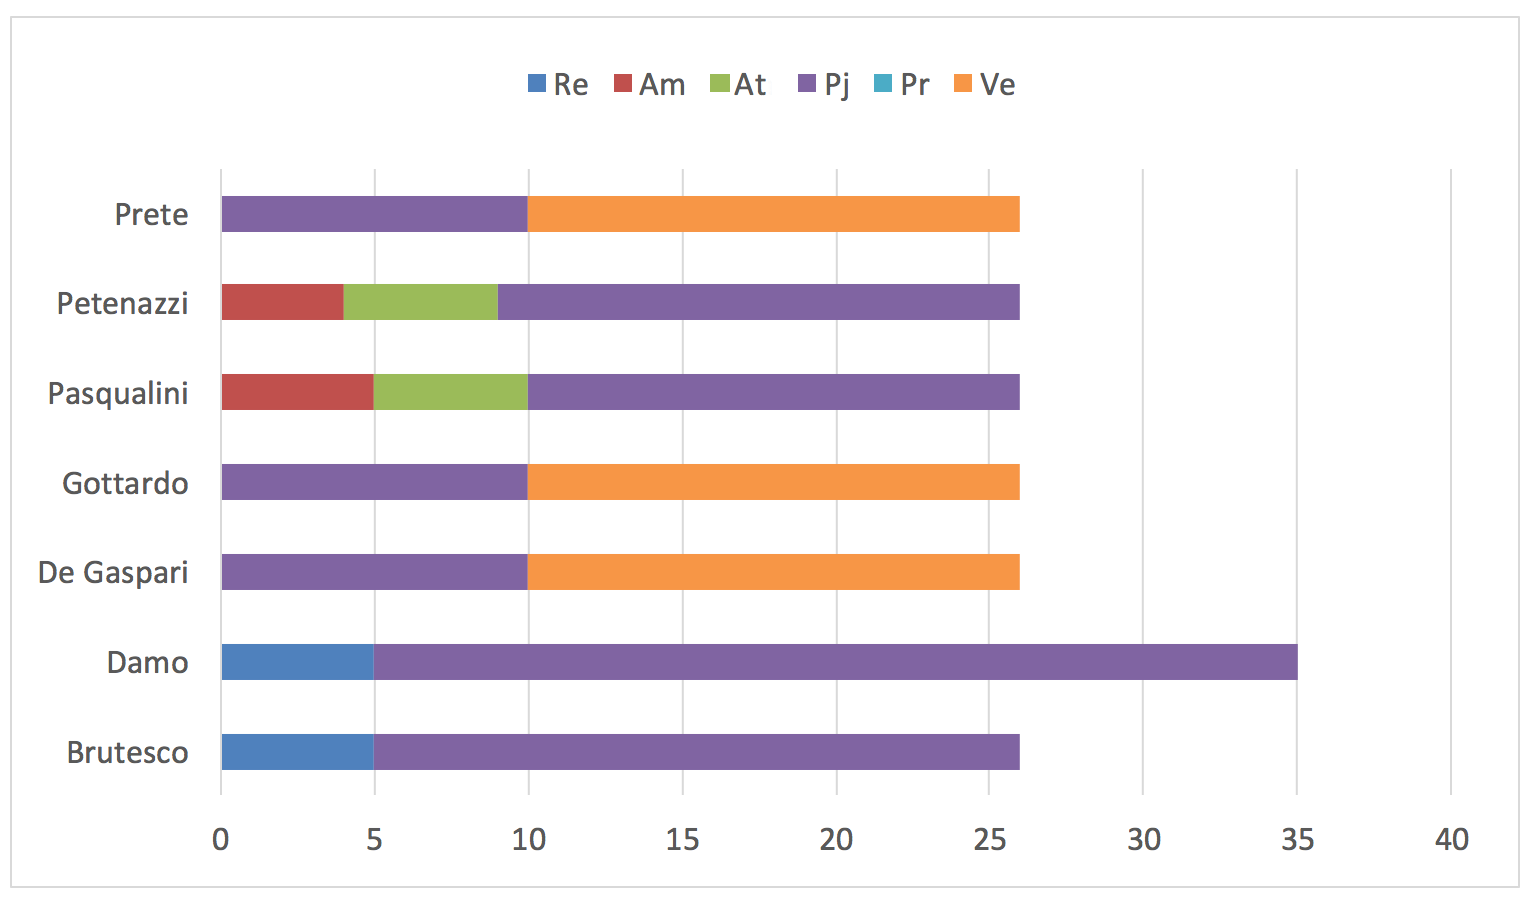 Re Am At Pj Pr Ve
Prete
Petenazzi
Pasqualini
Gottardo
De Gaspari
Damo
Brutesco
0 5 10 15 20 25 30 35 40